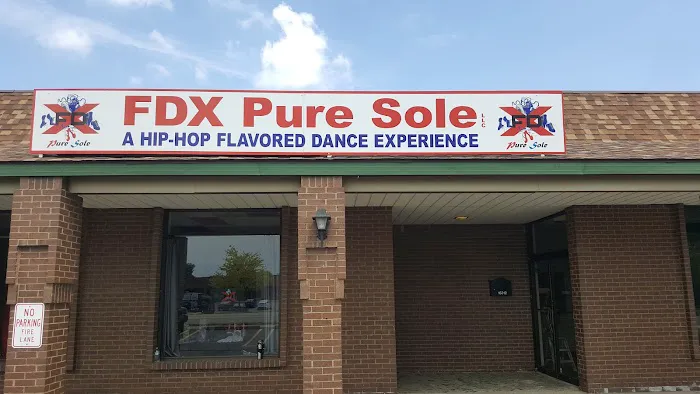 FDX Pure Sole LLC
A HIP-HOP FLAVORED DANCE EXPERIENCE
FDX
Pure Sole
FDX
Pure Sole
NO
PARKING
FIRE
LANE